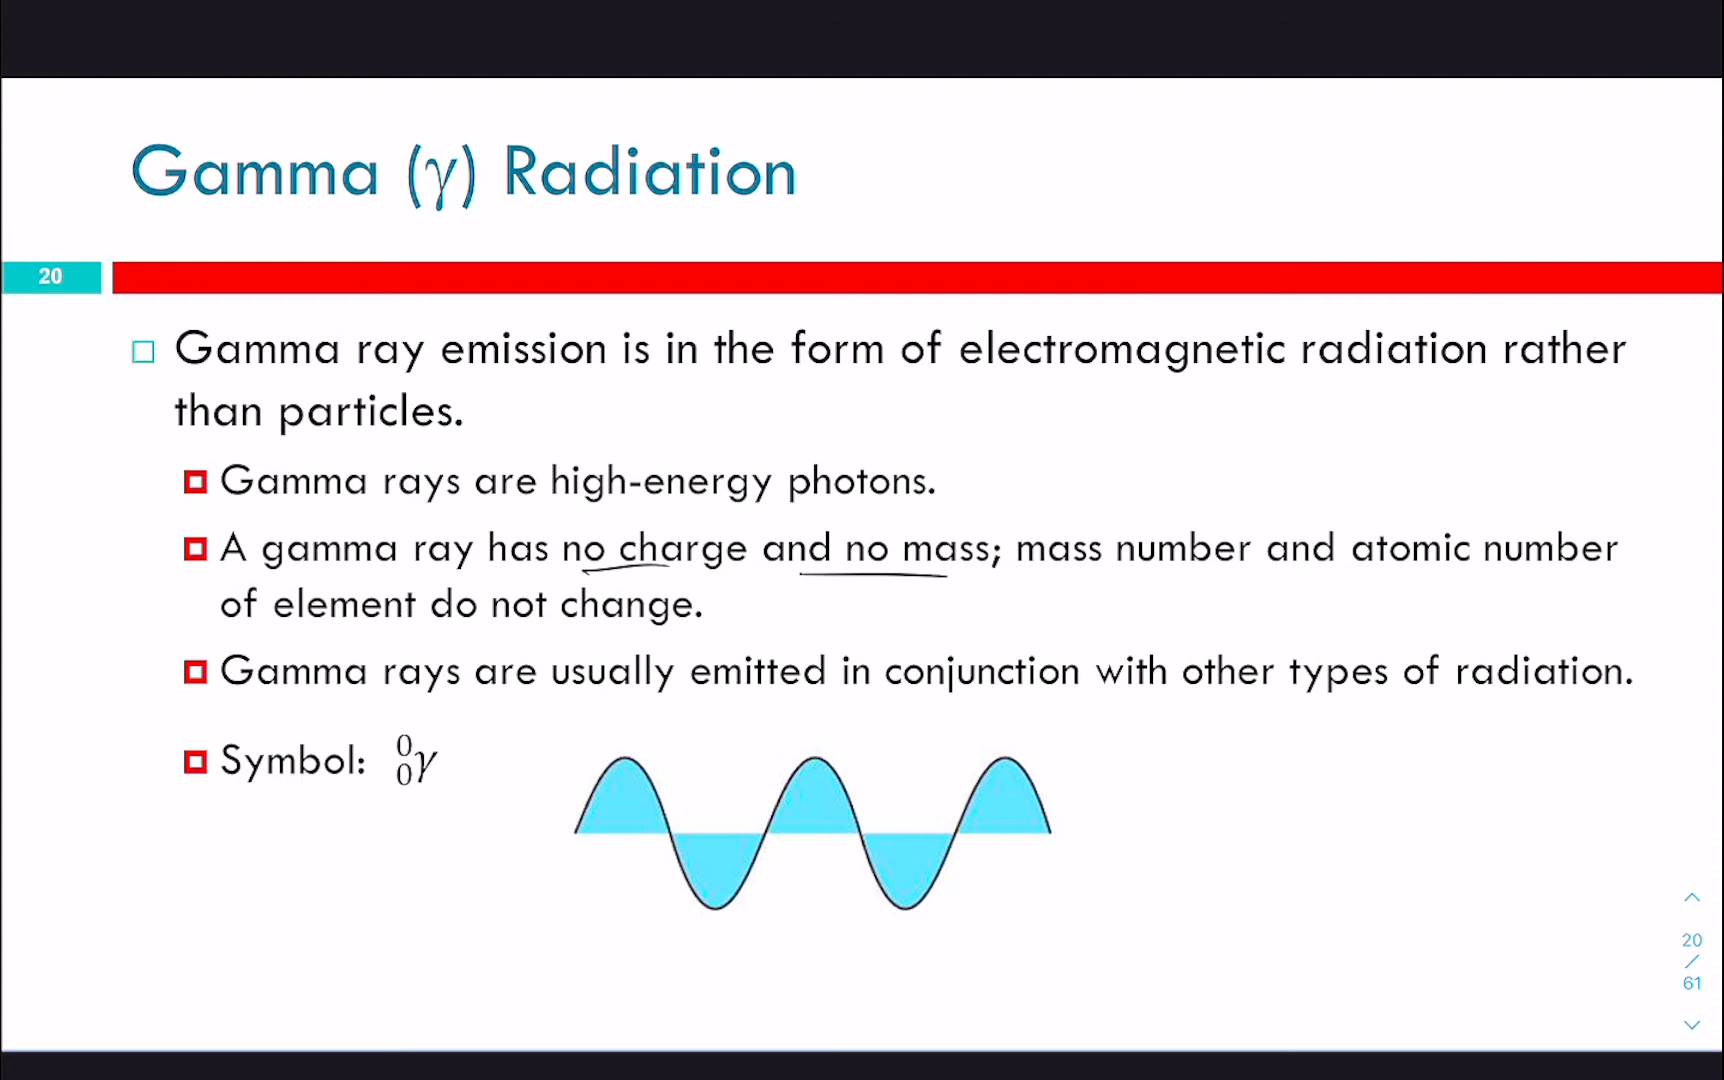 Gamma (γ) Radiation
20
Gamma ray emission is in the form of electromagnetic radiation rather
than particles.
Gamma rays are high-energy photons.
A gamma ray has no charge and no mass; mass number and atomic number
of element do not change.
Gamma rays are usually emitted in conjunction with other types of radiation.
Symbol: ⁰₀γ
20
/
61